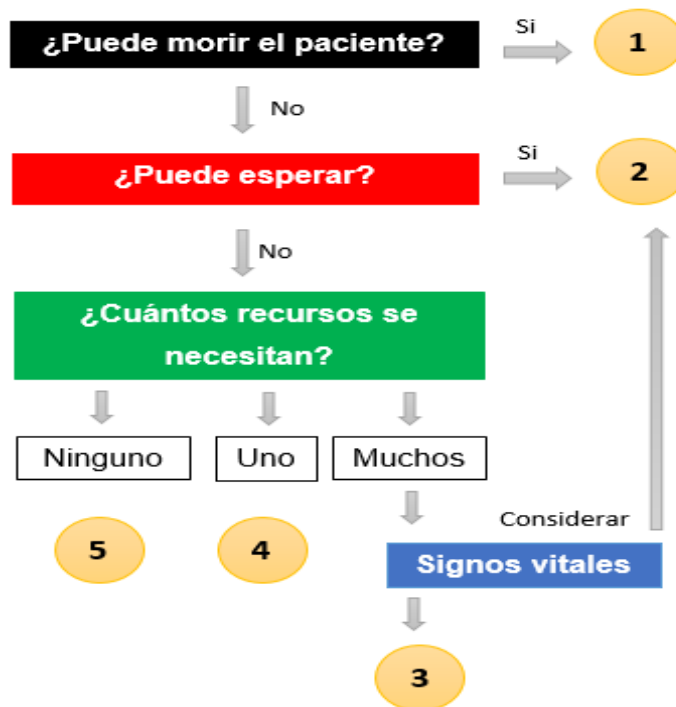 ¿Puede morir el paciente?
Si
1
No
¿Puede esperar?
Si
2
No
¿Cuántos recursos se
necesitan?
Ninguno
Uno
Muchos
Considerar
5
4
Signos vitales
3